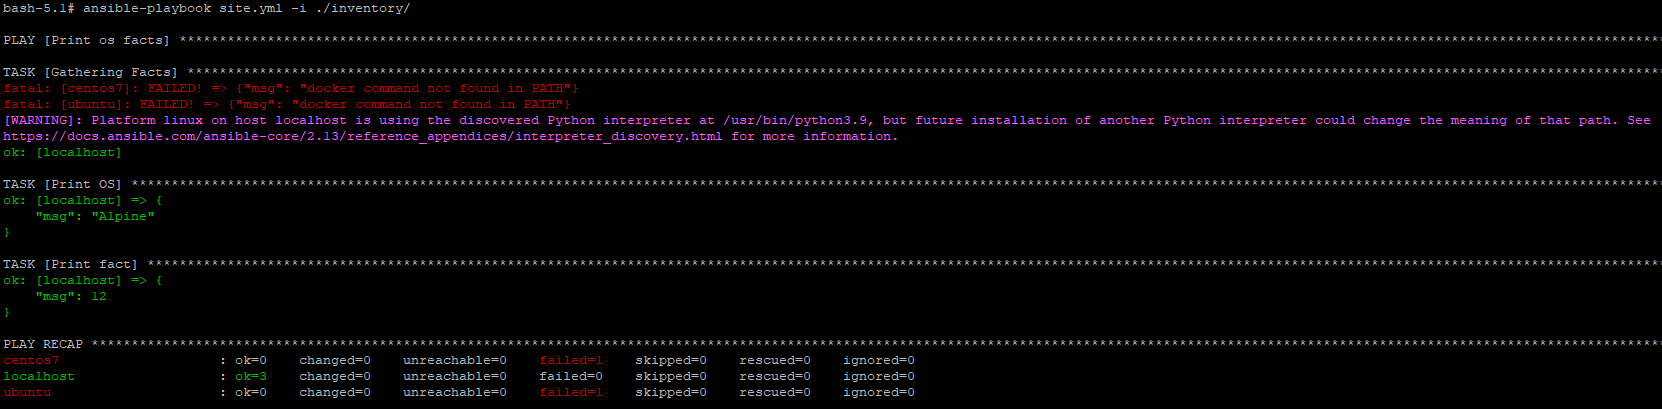 bash-5.1# ansible-playbook site.yml -i ./inventory/
PLAY [Print os facts] ****************************************************************************************************************************************************************************************
TASK [Gathering Facts] ***************************************************************************************************************************************************************************************
fatal: [centos7]: FAILED! => {"msg": "docker command not found in PATH"}
fatal: [ubuntu]: FAILED! => {"msg": "docker command not found in PATH"}
[WARNING]: Platform linux on host localhost is using the discovered Python interpreter at /usr/bin/python3.9, but future installation of another Python interpreter could change the meaning of that path. See
https://docs.ansible.com/ansible-core/2.13/reference_appendices/interpreter_discovery.html for more information.
ok: [localhost]
TASK [Print OS] **********************************************************************************************************************************************************************************************
ok: [localhost] => {
    "msg": "Alpine"
}
TASK [Print fact] ********************************************************************************************************************************************************************************************
ok: [localhost] => {
    "msg": 12
}
PLAY RECAP ***************************************************************************************************************************************************************************************************
centos7                    : ok=0    changed=0    unreachable=0    failed=1    skipped=0    rescued=0    ignored=0
localhost                  : ok=3    changed=0    unreachable=0    failed=0    skipped=0    rescued=0    ignored=0
ubuntu                     : ok=0    changed=0    unreachable=0    failed=1    skipped=0    rescued=0    ignored=0